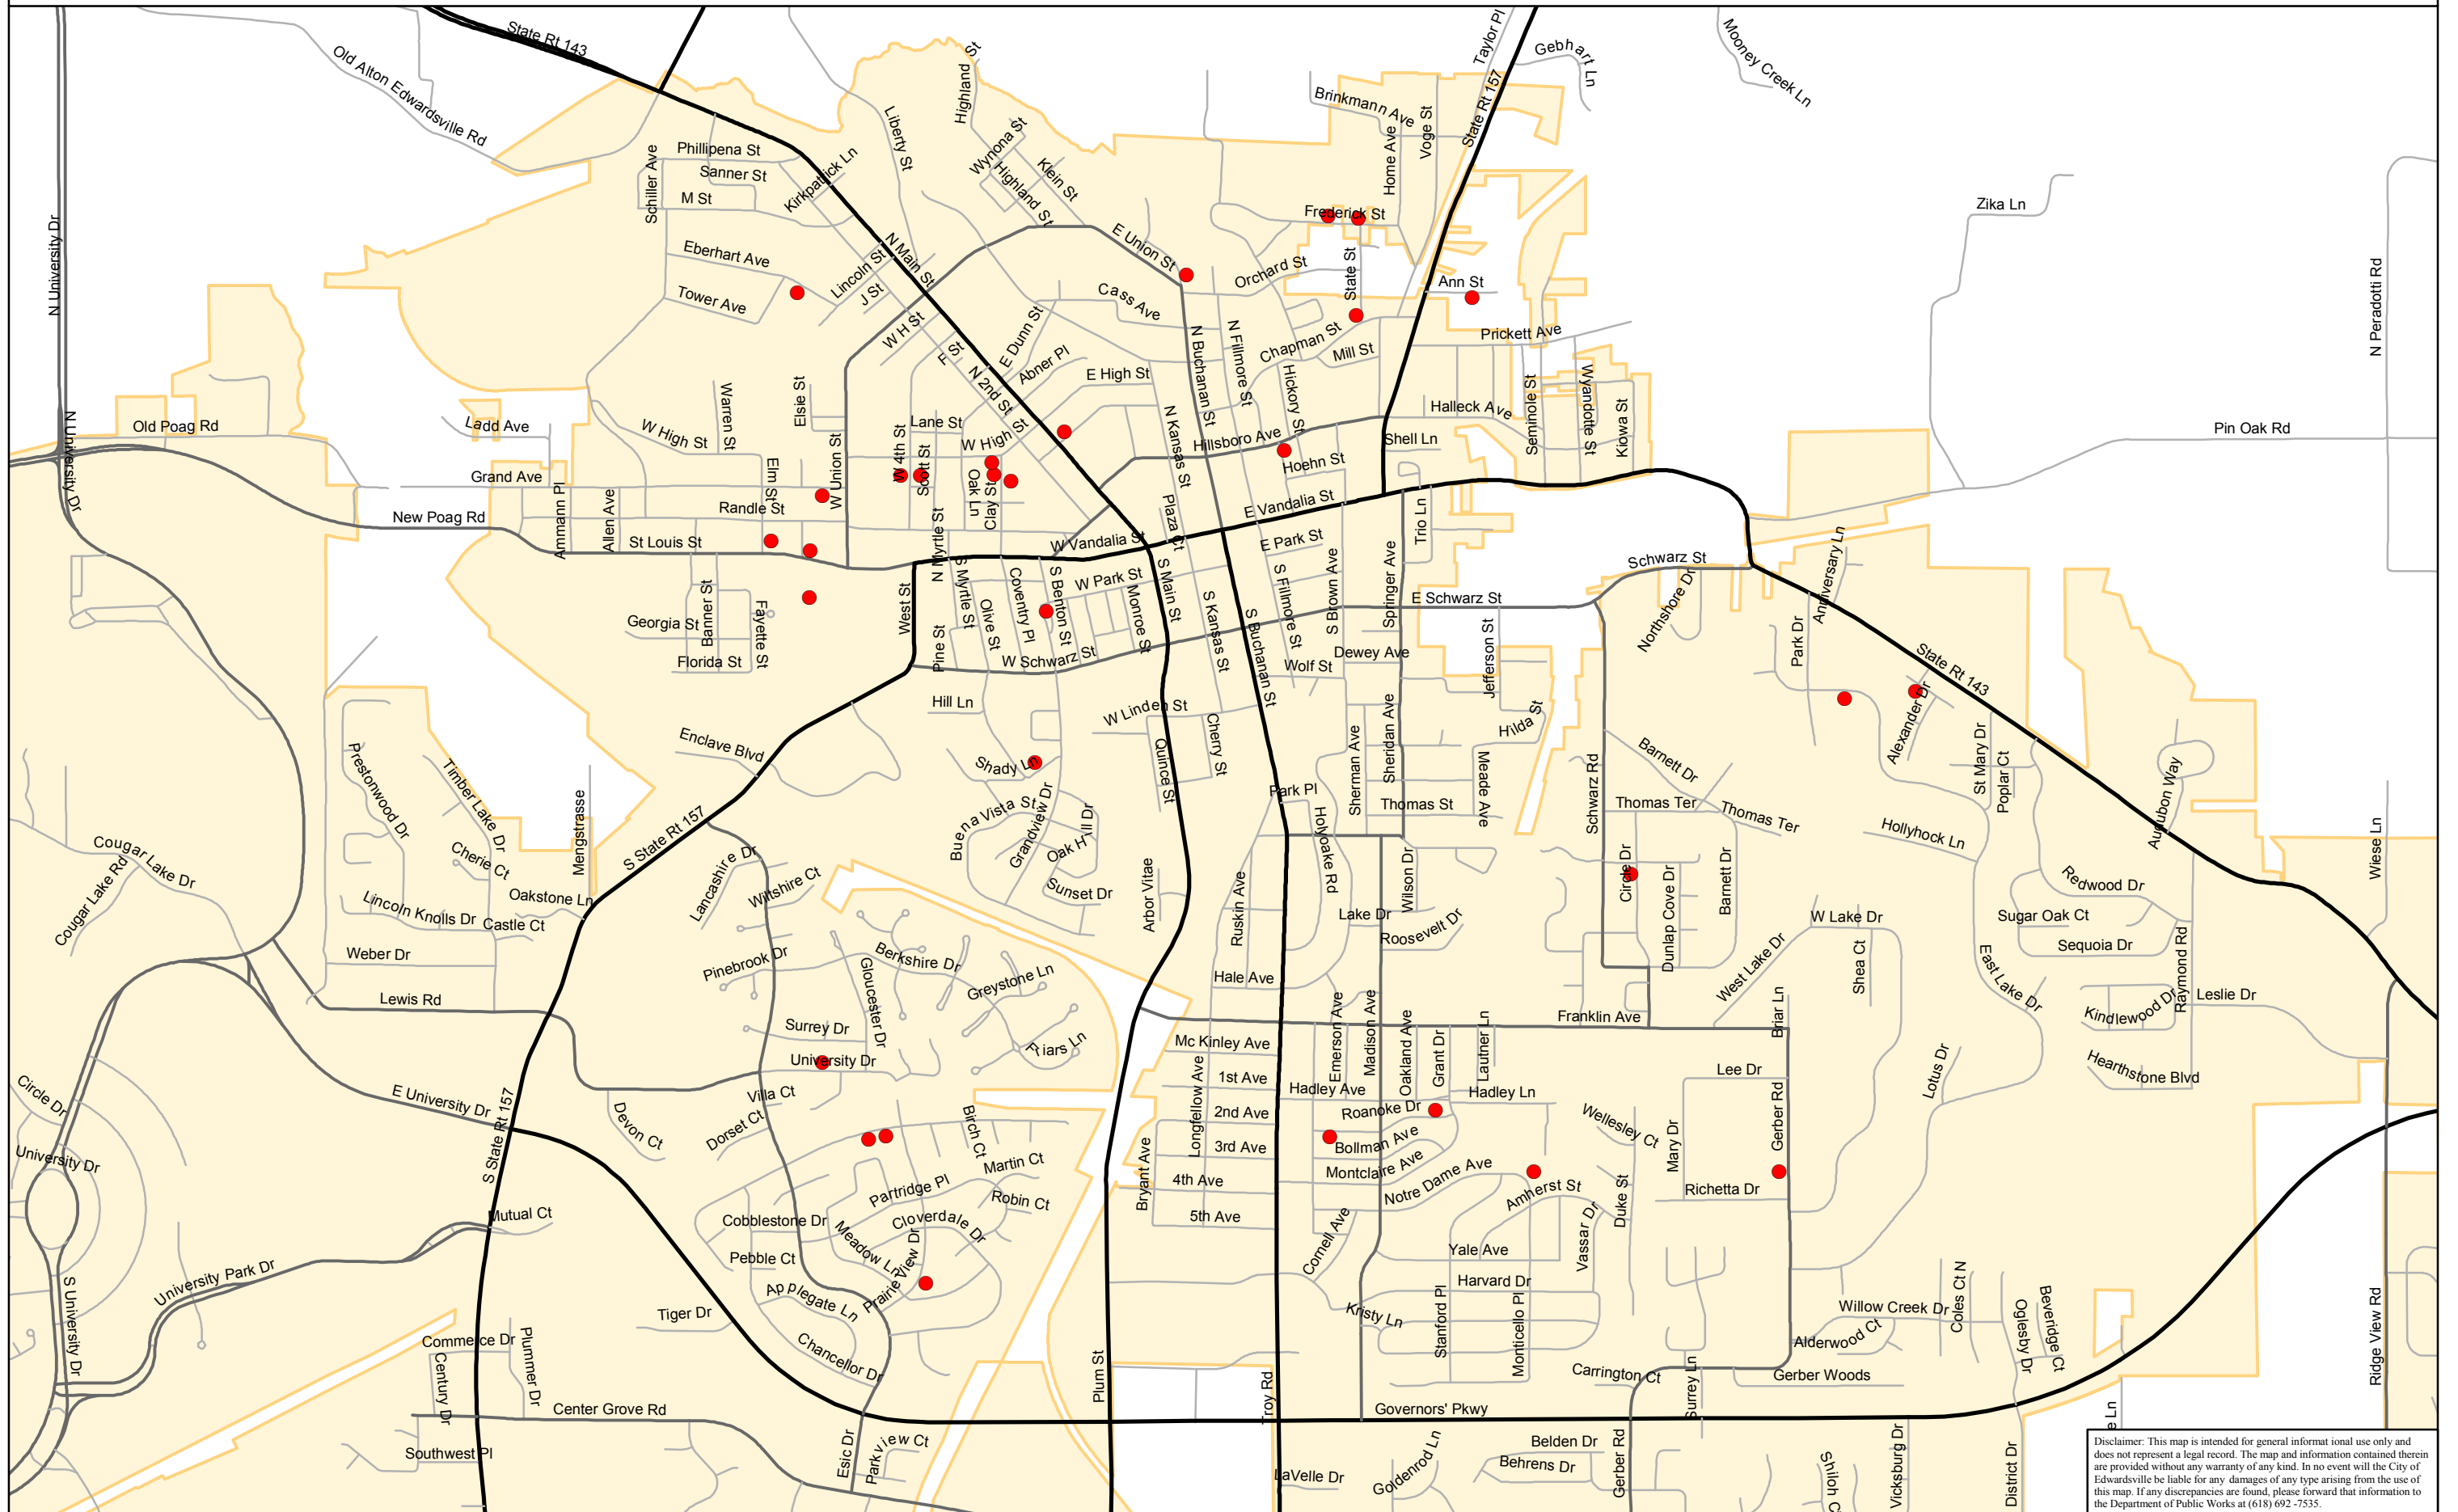 State Rt 143
Old Alton Edwardsville Rd
Highland St
Taylor Pl
Gebhart Ln
Mooney Creek Ln
State Rt 157
Brinkmann Ave
Voge St
Home Ave
Liberty St
Wynona St
Klein St
Highland St
Phillipena St
Sanner St
Schiller Ave
M St
Kirkpatrick Ln
N University Dr
Frederick St
Zika Ln
E Union St
N Main St
Eberhart Ave
Lincoln St
J St
Tower Ave
Orchard St
State St
Ann St
Cass Ave
N Peradotti Rd
W H St
F St
E Dunn St
Abner Pl
N 2nd St
N Buchanan St
N Fillmore St
Chapman St
Mill St
Prickett Ave
E High St
Hickory St
Warren St
Elsie St
Seminole St
Wyandotte St
Kiowa St
Halleck Ave
N University Dr
Old Poag Rd
Ladd Ave
W High St
Lane St
W High St
W 4th St
Scott St
N Kansas St
Hillsboro Ave
Shell Ln
Pin Oak Rd
Hoehn St
Grand Ave
Elm St
W Union St
Oak Ln
Clay St
Randle St
New Poag Rd
Ammann Pl
Allen Ave
St Louis St
N Myrtle St
Plaza Ct
E Vandalia St
Trio Ln
W Vandalia St
E Park St
Schwarz St
Anniversary Ln
S Myrtle St
Coventry Pl
S Benton St
W Park St
S Main St
S Fillmore St
S Brown Ave
Springer Ave
E Schwarz St
Northshore Dr
Park Dr
Banner St
Fayette St
Georgia St
Florida St
West St
Olive St
Pine St
Monroe St
S Kansas St
S Buchanan St
W Schwarz St
Wolf St
Dewey Ave
Jefferson St
State Rt 143
Hill Ln
W Linden St
Cherry St
Sherman Ave
Sheridan Ave
Hilda St
Alexander Dr
St Mary Dr
Poplar Ct
Enclave Blvd
Shady Ln
Quince St
Meade Ave
Barnett Dr
Audubon Way
Prestonwood Dr
Timber Lake Dr
Mengstrasse
S State Rt 157
Buena Vista St
Grandview Dr
Oak Hill Dr
Park Pl
Holyoake Rd
Thomas St
Schwarz Rd
Thomas Ter
Thomas Ter
Hollyhock Ln
Wiese Ln
Cougar Lake Dr
Cougar Lake Rd
Cherie Ct
Oakstone Ln
Lincoln Knolls Dr
Castle Ct
Lancashire Dr
Wiltshire Ct
Sunset Dr
Arbor Vitae
Ruskin Ave
Wilson Dr
Lake Dr
Roosevelt Dr
Circle Dr
Dunlap Cove Dr
Barnett Dr
W Lake Dr
West Lake Dr
Shea Ct
Redwood Dr
Sugar Oak Ct
Sequoia Dr
East Lake Dr
Weber Dr
Lewis Rd
Pinebrook Dr
Gloucester Dr
Berkshire Dr
Greystone Ln
Hale Ave
Raymond Rd
Kindlewood Dr
Leslie Dr
Surrey Dr
University Dr
Friars Ln
Franklin Ave
Briar Ln
Mc Kinley Ave
Emerson Ave
Madison Ave
Oakland Ave
Grant Dr
Lautner Ln
Circle Dr
E University Dr
Villa Ct
Dorset Ct
Devon Ct
Longfellow Ave
1st Ave
Hadley Ave
Hadley Ln
Lee Dr
Lotus Dr
Hearthstone Blvd
2nd Ave
Roanoke Dr
Wellesley Ct
Mary Dr
Gerber Rd
University Dr
S State Rt 157
Birch Ct
Martin Ct
Bryant Ave
3rd Ave
Bollman Ave
Montclaire Ave
Notre Dame Ave
4th Ave
Amherst St
Duke St
Richetta Dr
Partridge Pl
Robin Ct
Mutual Ct
Cobblestone Dr
Cloverdale Dr
5th Ave
Cornell Ave
Vassar Dr
Meadow Ln
Prairie View Dr
Pebble Ct
Yale Ave
University Park Dr
S University Dr
Applegate Ln
Harvard Dr
Tiger Dr
Kristy Ln
Stanford Pl
Monticello Pl
Willow Creek Dr
Coles Ct N
Alderwood Ct
Oglesby Dr
Beveridge Ct
Ridge View Rd
Commerce Dr
Century Dr
Plummer Dr
Chancellor Dr
Plum St
Troy Rd
Carrington Ct
Surrey Ln
Gerber Woods
Center Grove Rd
Governors' Pkwy
Southwest Pl
Esic Dr
Parkview Ct
LaVelle Dr
Goldenrod Ln
Belden Dr
Behrens Dr
Gerber Rd
Shiloh C
Vicksburg Dr
District Dr
e Ln
Disclaimer: This map is intended for general informat ional use only and
does not represent a legal record. The map and information contained therein
are provided without any warranty of any kind. In no event will the City of
Edwardsville be liable for any damages of any type arising from the use of
this map. If any discrepancies are found, please forward that information to
the Department of Public Works at (618) 692 -7535.